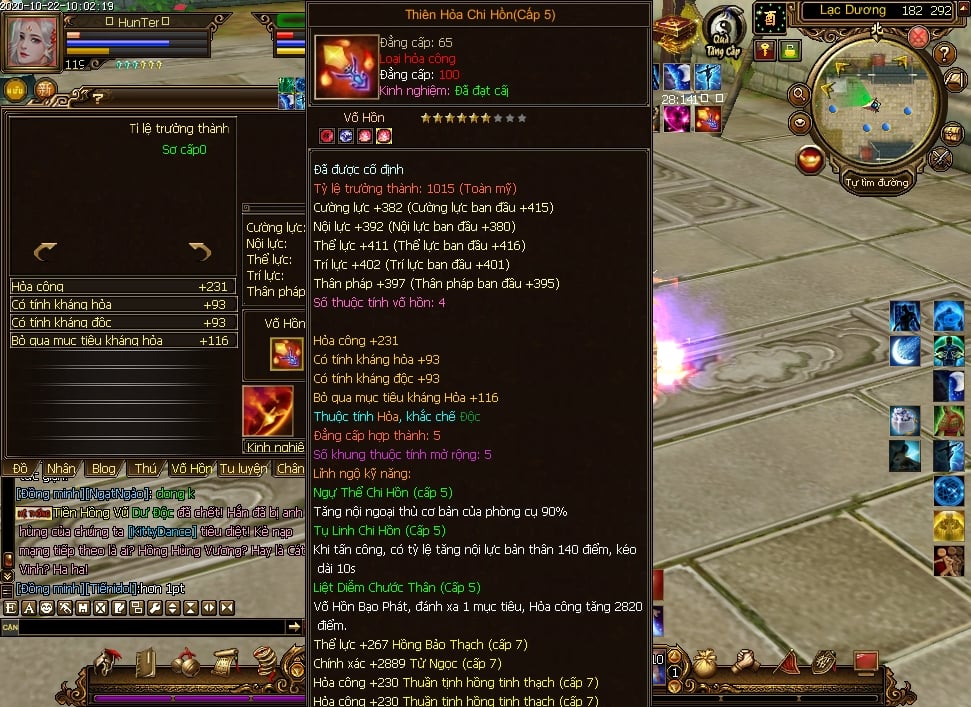 2020-10-22-10:02:19
HunTer
119
Tỉ lệ trưởng thành
Sơ cấp0
Hỏa công +231
Có tính kháng hỏa +93
Có tính kháng độc +93
Bỏ qua mục tiêu kháng hỏa +116
Cường lực:
Nội lực:
Thể lực:
Trí lực:
Thân pháp
Võ Hồn
Kinh nghiê
Đồ Nhân Blog Thú Võ Hồn Tu luyện Chân
[Đồng minh][NgạtNgào]: dong k
Tiên Hồng Vũ Dư Độc đã chết! Hắn đã bị anh
hùng của chúng ta [KittyDance] tiêu diệt! Kẻ nạp
mạng tiếp theo là ai? Hồng Hùng Vương? Hay là Cát
Vinh? Ha ha!
[Đồng minh][Tiểnidol]:hon 1pt
CẬN
Thiên Hỏa Chi Hồn(Cấp 5)
Đẳng cấp: 65
Loại hỏa công
Đẳng cấp: 100
Kinh nghiệm: Đã đạt cấ
Võ Hồn
Đã được cố định
Tỷ lệ trưởng thành: 1015 (Toàn mỹ)
Cường lực +382 (Cường lực ban đầu +415)
Nội lực +392 (Nội lực ban đầu +380)
Thể lực +411 (Thể lực ban đầu +416)
Trí lực +402 (Trí lực ban đầu +401)
Thân pháp +397 (Thân pháp ban đầu +395)
Số thuộc tính võ hồn: 4
Hỏa công +231
Có tính kháng hỏa +93
Có tính kháng độc +93
Bỏ qua mục tiêu kháng Hỏa +116
Thuộc tính Hỏa, khắc chế Độc
Đẳng cấp hợp thành: 5
Số khung thuộc tính mở rộng: 5
Lĩnh ngộ kỹ năng:
Ngự Thể Chi Hồn (cấp 5)
Tăng nội ngoại thủ cơ bản của phòng cụ 90%
Tụ Linh Chi Hồn (Cấp 5)
Khi tấn công, có tỷ lệ tăng nội lực bản thân 140 điểm, kéo
dài 10s
Liệt Diễm Chước Thân (Cấp 5)
Võ Hồn Bạo Phát, đánh xa 1 mục tiêu, Hỏa công tăng 2820
điểm.
Thể lực +267 Hồng Bảo Thạch (cấp 7)
Chính xác +2889 Tử Ngọc (cấp 7)
Hỏa công +230 Thuần tịnh hồng tinh thạch (cấp 7)
Hỏa công +230 Thuần tịnh hồng tinh thạch (cấp 7)
Quà
Tặng Cấp
28:14
Lạc Dương 182 292
北
Tự tìm đường
10
1